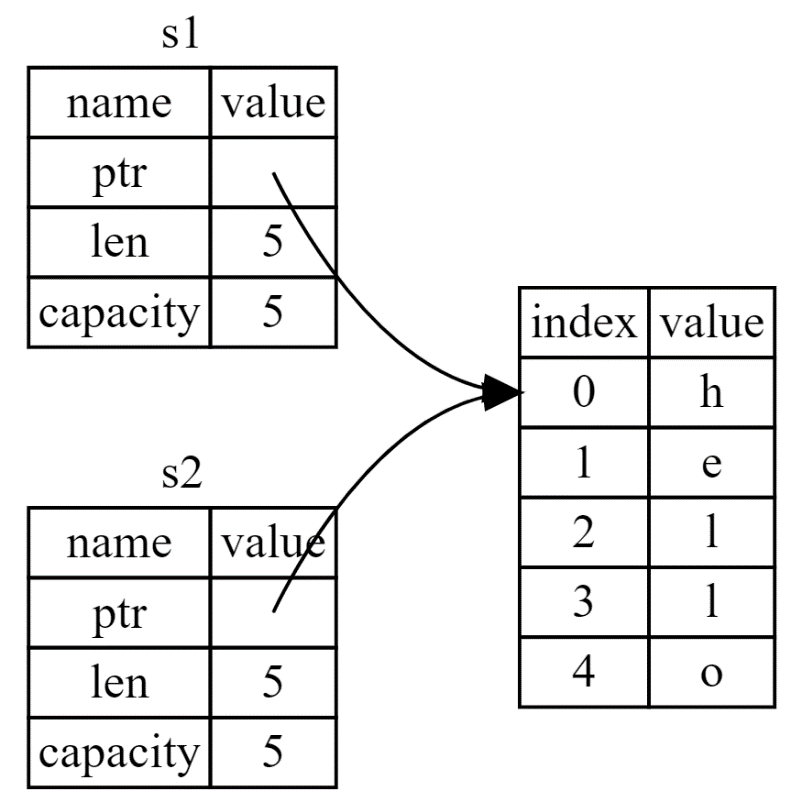 s1
name value
ptr
len 5
capacity 5
s2
name value
ptr
len 5
capacity 5
index value
0 h
1 e
2 l
3 l
4 o